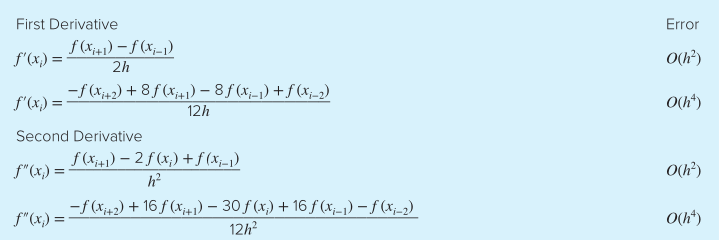 First Derivative Error
f′(xᵢ) = f(xᵢ₊₁) − f(xᵢ₋₁) / 2h O(h²)
f′(xᵢ) = −f(xᵢ₊₂) + 8f(xᵢ₊₁) − 8f(xᵢ₋₁) + f(xᵢ₋₂) / 12h O(h⁴)
Second Derivative
f″(xᵢ) = f(xᵢ₊₁) − 2f(xᵢ) + f(xᵢ₋₁) / h² O(h²)
f″(xᵢ) = −f(xᵢ₊₂) + 16f(xᵢ₊₁) − 30f(xᵢ) + 16f(xᵢ₋₁) − f(xᵢ₋₂) / 12h² O(h⁴)